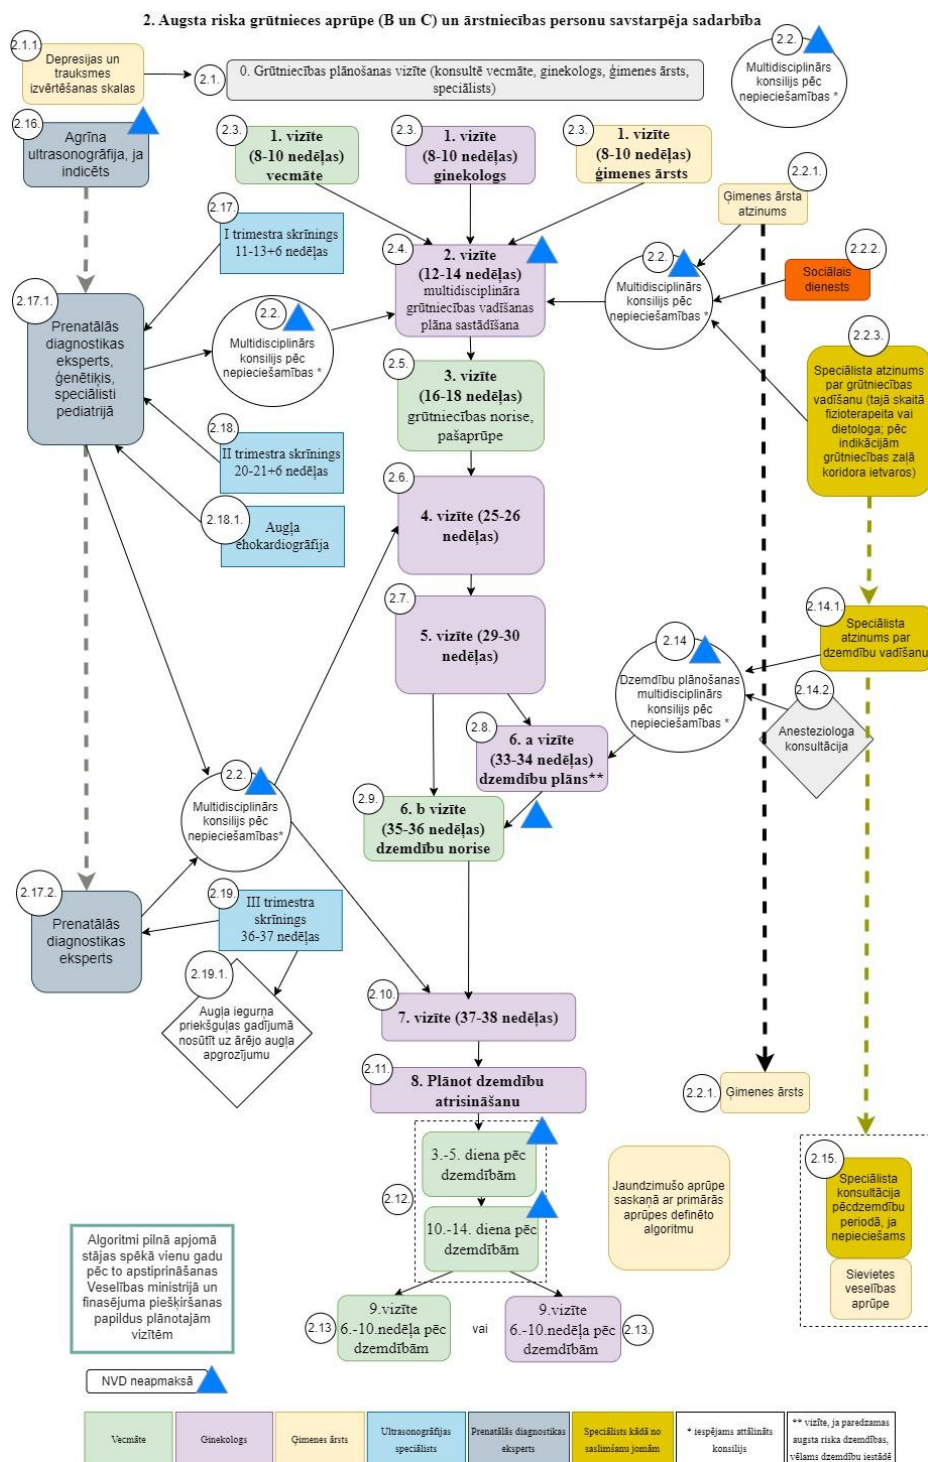 2. Augsta riska grūtnieces aprūpe (B un C) un ārstniecības personu savstarpēja sadarbība
2.1.1.
Depresijas un
trauksmes
izvērtēšanas skalas
2.1.
0. Grūtniecības plānošanas vizīte (konsultē vecmāte, ginekologs, ģimenes ārsts,
speciālists)
2.2.
Multidisciplinārs
konsilijs pēc
nepieciešamības *
2.16.
Agrīna
ultrasonogrāfija, ja
indicēts
2.3.
1. vizīte
(8-10 nedēļas)
vecmāte
2.3.
1. vizīte
(8-10 nedēļas)
ginekologs
2.3.
1. vizīte
(8-10 nedēļas)
ģimenes ārsts
2.2.1.
Ģimenes ārsta
atzinums
2.17.
I trimestra skrīnings
11-13+6 nedēļas
2.4.
2. vizīte
(12-14 nedēļas)
multidisciplināra
grūtniecības vadīšanas
plāna sastādīšana
2.2.
Multidisciplinārs
konsilijs pēc
nepieciešamības *
2.2.2.
Sociālais
dienests
2.17.1.
Prenatālās
diagnostikas
eksperts,
ģenētiķis,
speciālisti
pediatrijā
2.2.
Multidisciplinārs
konsilijs pēc
nepieciešamības *
2.2.3.
Speciālista atzinums
par grūtniecības
vadīšanu (tajā skaitā
fizioterapeita vai
dietologa; pēc
indikācijām
grūtniecības zaļā
koridora ietvaros)
2.5.
3. vizīte
(16-18 nedēļas)
grūtniecības norise,
pašaprūpe
2.18.
II trimestra skrīnings
20-21+6 nedēļas
2.18.1.
Augļa
ehokardiogrāfija
2.6.
4. vizīte (25-26
nedēļas)
2.7.
5. vizīte (29-30
nedēļas)
2.14.1.
Speciālista
atzinums par
dzemdību vadīšanu
2.14
Dzemdību plānošanas
multidisciplinārs
konsilijs pēc
nepieciešamības *
2.14.2.
Anesteziologa
konsultācija
2.8.
6. a vizīte
(33-34 nedēļas)
dzemdību plāns**
2.2.
Multidisciplinārs
konsilijs pēc
nepieciešamības*
2.9.
6. b vizīte
(35-36 nedēļas)
dzemdību norise
2.17.2.
Prenatālās
diagnostikas
eksperts
2.19.
III trimestra
skrīnings
36-37 nedēļas
2.19.1.
Augļa iegurņa
priekšguļas gadījumā
nosūtīt uz ārējo augļa
apgrozījumu
2.10.
7. vizīte (37-38 nedēļas)
2.11.
8. Plānot dzemdību
atrisināšanu
2.2.1.
Ģimenes ārsts
2.12.
3.-5. diena pēc
dzemdībām
10.-14. diena pēc
dzemdībām
Jaundzimušo aprūpe
saskaņā ar primārās
aprūpes definēto
algoritmu
2.15.
Speciālista
konsultācija
pēcdzemdību
periodā, ja
nepieciešams
Sievietes
veselības
aprūpe
Algoritmi pilnā apjomā
stājas spēkā vienu gadu
pēc to apstiprināšanas
Veselības ministrijā un
finasējuma piešķiršanas
papildus plānotajām
vizītēm
2.13
9.vizīte
6.-10.nedēļa pēc
dzemdībām
vai
9.vizīte
6.-10.nedēļa pēc
dzemdībām
2.13.
NVD neapmaksā
Vecmāte
Ginekologs
Ģimenes ārsts
Ultrasonogrāfijas
speciālists
Prenatālās diagnostikas
eksperts
Speciālists kādā no
saslimšanu jomām
* iespējams attālināts
konsilijs
** vizīte, ja paredzamas
augsta riska dzemdības,
vēlams dzemdību iestādē